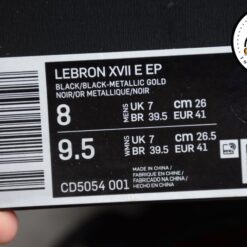 LEBRON XVII E EP
BLACK/BLACK-METALLIC GOLD
NOIR/OR METALLIQUE/NOIR
8 MENS UK 7 cm 26
BR 39.5 EUR 41
9.5 WMNS UK 7 cm 26.5
BR 39.5 EUR 41
CD5054 001
MADE IN CHINA /
FABRIQUE EN CHINE /
FABRICADO NA CHINA /
HECHO EN CHINA